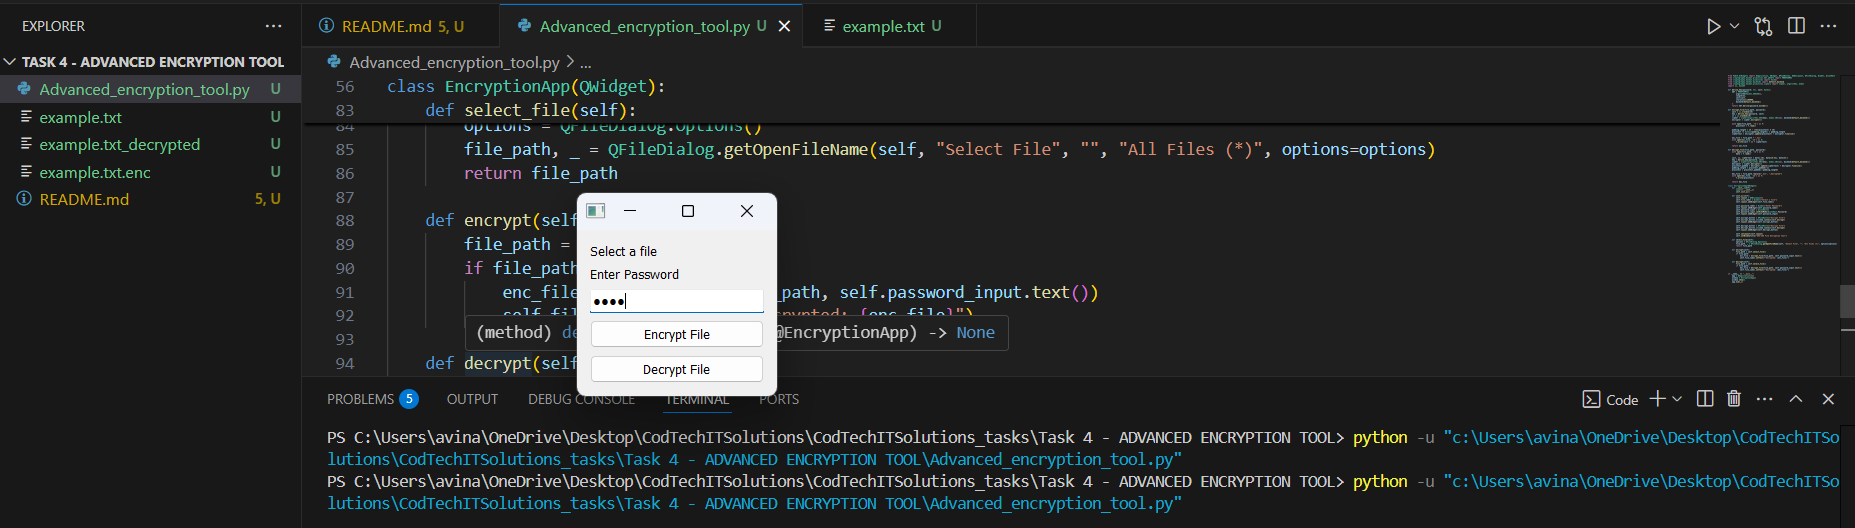 EXPLORER
TASK 4 - ADVANCED ENCRYPTION TOOL
Advanced_encryption_tool.py U
example.txt U
example.txt_decrypted U
example.txt.enc U
README.md 5, U
README.md 5, U
Advanced_encryption_tool.py U
example.txt U
Advanced_encryption_tool.py > ...
56 class EncryptionApp(QWidget):
83 def select_file(self):
84 options = QFileDialog.Options()
85 file_path, _ = QFileDialog.getOpenFileName(self, "Select File", "", "All Files (*)", options=options)
86 return file_path
87
88 def encrypt(self
89 file_path =
90 if file_path
91 enc_file _path, self.password_input.text())
92 self.fil crypted: {enc_file}")
93
94 def decrypt(self
(method) de @EncryptionApp) -> None
Select a file
Enter Password
••••
Encrypt File
Decrypt File
PROBLEMS 5 OUTPUT DEBUG CONSOLE TERMINAL PORTS
Code
PS C:\Users\avina\OneDrive\Desktop\CodTechITSolutions\CodTechITSolutions_tasks\Task 4 - ADVANCED ENCRYPTION TOOL> python -u "c:\Users\avina\OneDrive\Desktop\CodTechITSo
lutions\CodTechITSolutions_tasks\Task 4 - ADVANCED ENCRYPTION TOOL\Advanced_encryption_tool.py"
PS C:\Users\avina\OneDrive\Desktop\CodTechITSolutions\CodTechITSolutions_tasks\Task 4 - ADVANCED ENCRYPTION TOOL> python -u "c:\Users\avina\OneDrive\Desktop\CodTechITSo
lutions\CodTechITSolutions_tasks\Task 4 - ADVANCED ENCRYPTION TOOL\Advanced_encryption_tool.py"